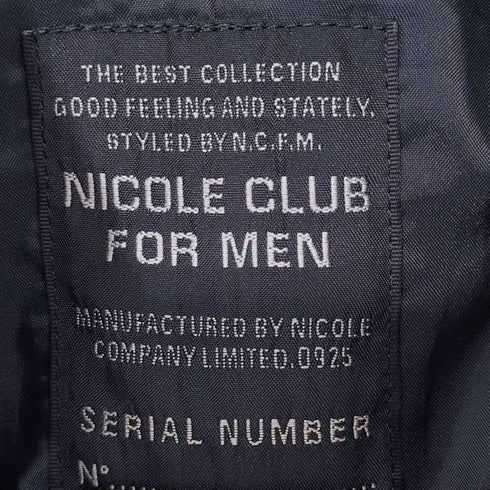 THE BEST COLLECTION
GOOD FEELING AND STATELY.
STYLED BY N.C.F.M.
NICOLE CLUB
FOR MEN
MANUFACTURED BY NICOLE
COMPANY LIMITED.0925
SERIAL NUMBER
N°